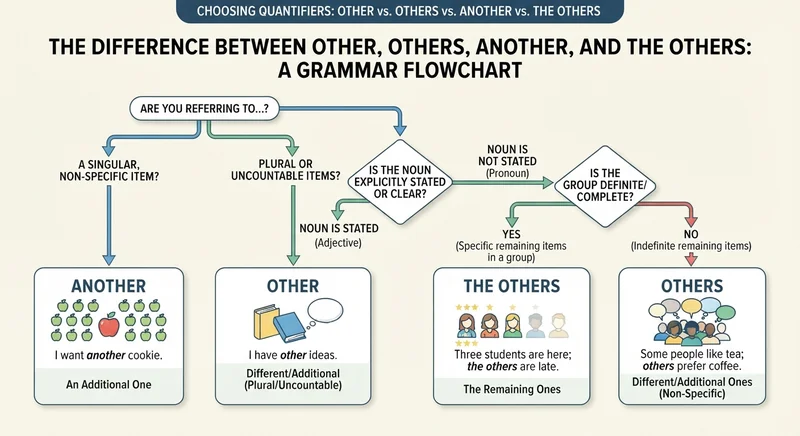 CHOOSING QUANTIFIERS: OTHER vs. OTHERS vs. ANOTHER vs. THE OTHERS
THE DIFFERENCE BETWEEN OTHER, OTHERS, ANOTHER, AND THE OTHERS:
A GRAMMAR FLOWCHART
ARE YOU REFERRING TO...?
A SINGULAR,
NON-SPECIFIC ITEM?
PLURAL OR
UNCOUNTABLE ITEMS?
IS THE NOUN
EXPLICITLY STATED
OR CLEAR?
NOUN IS STATED
(Adjective)
NOUN IS
NOT STATED
(Pronoun)
IS THE
GROUP DEFINITE/
COMPLETE?
YES
(Specific remaining items
in a group)
NO
(Indefinite remaining items)
ANOTHER
I want another cookie.
An Additional One
OTHER
I have other ideas.
Different/Additional
(Plural/Uncountable)
THE OTHERS
Three students are here;
the others are late.
The Remaining Ones
OTHERS
Some people like tea;
others prefer coffee.
Different/Additional Ones
(Non-Specific)